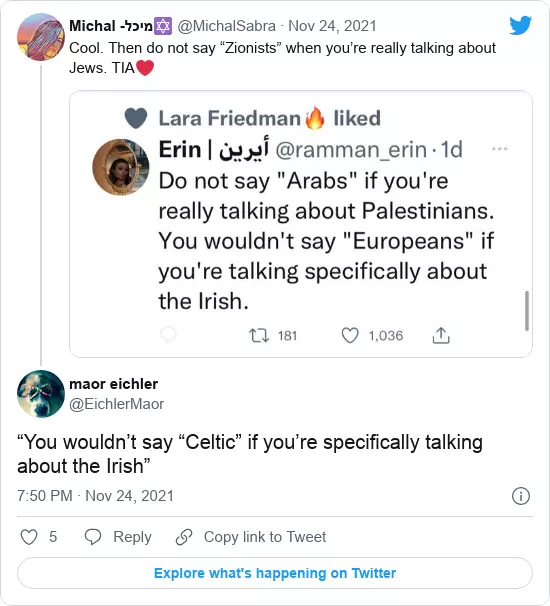 Michal -מיכל✡ @MichalSabra · Nov 24, 2021
Cool. Then do not say “Zionists” when you’re really talking about
Jews. TIA❤️
Lara Friedman🔥 liked
Erin | أيرين @ramman_erin · 1d
Do not say "Arabs" if you're
really talking about Palestinians.
You wouldn't say "Europeans" if
you're talking specifically about
the Irish.
181 1,036
maor eichler
@EichlerMaor
“You wouldn’t say “Celtic” if you’re specifically talking
about the Irish”
7:50 PM · Nov 24, 2021
5 Reply Copy link to Tweet
Explore what's happening on Twitter